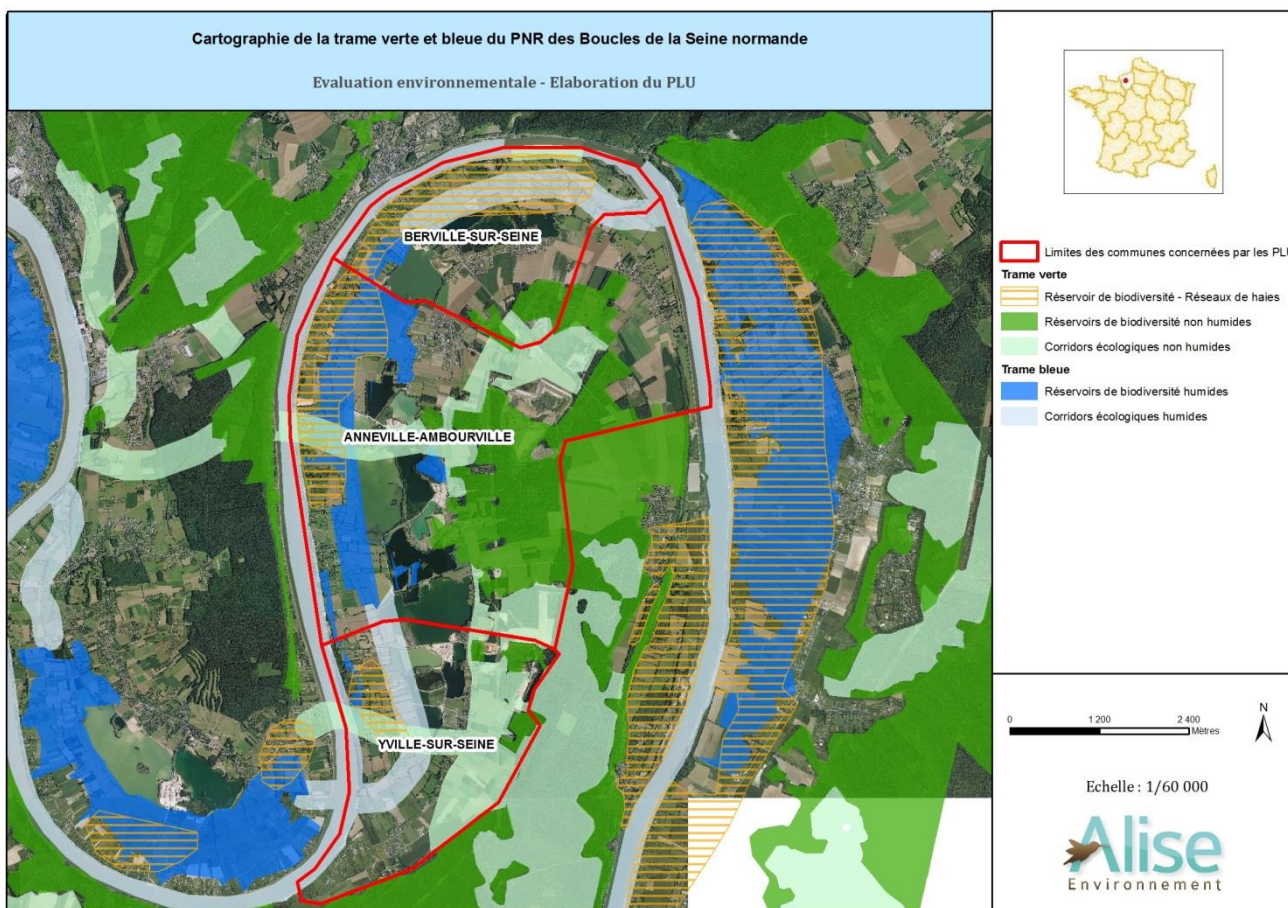 Cartographie de la trame verte et bleue du PNR des Boucles de la Seine normande
Evaluation environnementale - Elaboration du PLU
BERVILLE-SUR-SEINE
ANNEVILLE-AMBOURVILLE
YVILLE-SUR-SEINE
Limites des communes concernées par les PLU
Trame verte
Réservoir de biodiversité - Réseaux de haies
Réservoirs de biodiversité non humides
Corridors écologiques non humides
Trame bleue
Réservoirs de biodiversité humides
Corridors écologiques humides
0 1 200 2 400
Mètres
N
Echelle : 1/60 000
Alise
Environnement